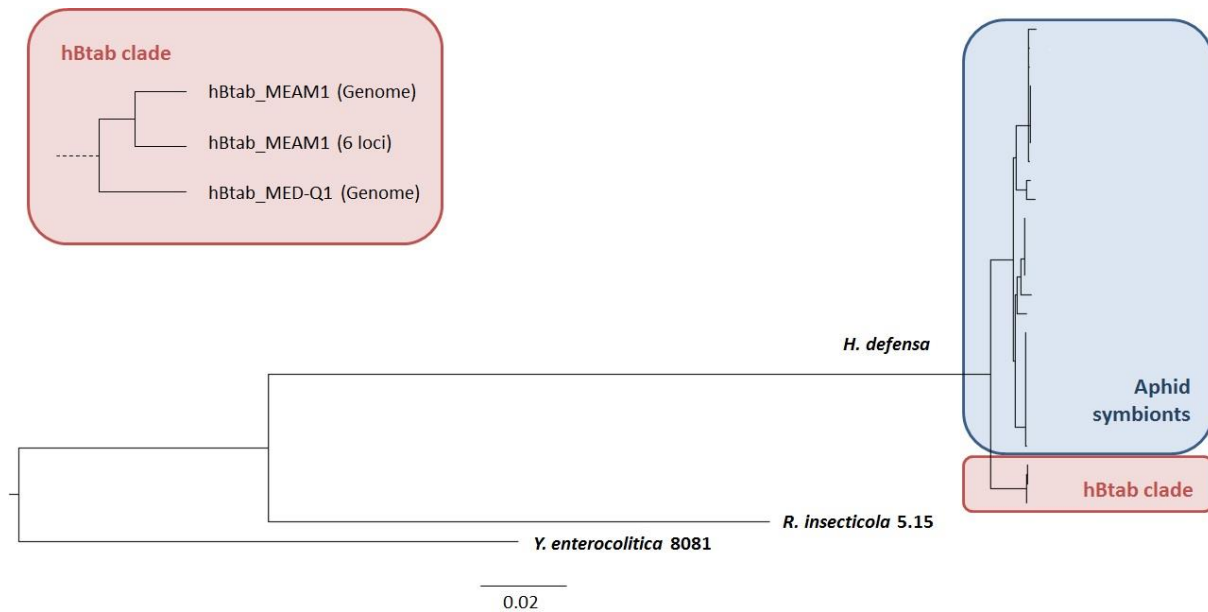 hBtab clade
hBtab_MEAM1 (Genome)
hBtab_MEAM1 (6 loci)
hBtab_MED-Q1 (Genome)
H. defensa
Aphid
symbionts
hBtab clade
R. insecticola 5.15
Y. enterocolitica 8081
0.02